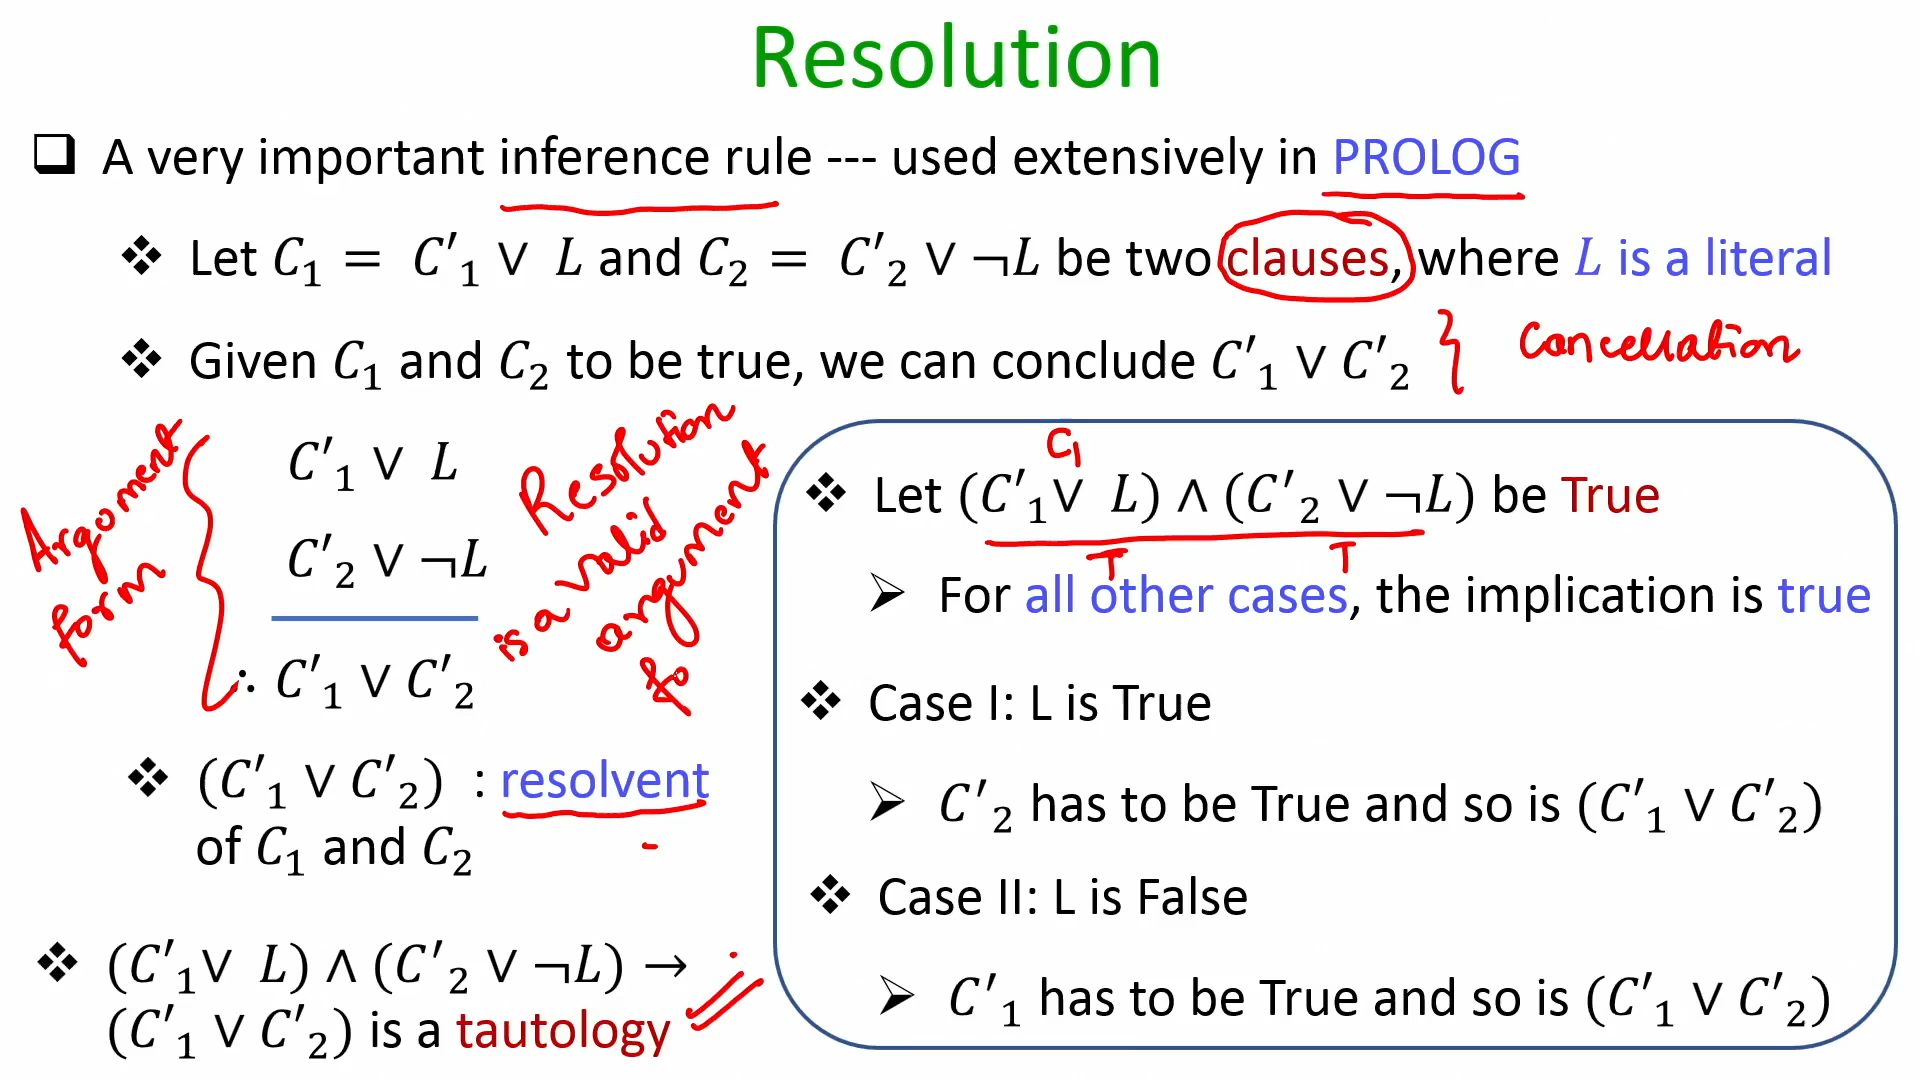 Resolution
❑ A very important inference rule --- used extensively in PROLOG
❖ Let C₁ = C′₁ ∨ L and C₂ = C′₂ ∨ ¬L be two clauses, where L is a literal
❖ Given C₁ and C₂ to be true, we can conclude C′₁ ∨ C′₂
Cancellation
Argument
form
C′₁ ∨ L
C′₂ ∨ ¬L
∴ C′₁ ∨ C′₂
Resolution
is a valid
argument
fo
❖ (C′₁ ∨ C′₂) : resolvent
of C₁ and C₂
❖ (C′₁∨ L) ∧ (C′₂ ∨ ¬L) →
(C′₁ ∨ C′₂) is a tautology
C₁
❖ Let (C′₁∨ L) ∧ (C′₂ ∨ ¬L) be True
T T
➢ For all other cases, the implication is true
❖ Case I: L is True
➢ C′₂ has to be True and so is (C′₁ ∨ C′₂)
❖ Case II: L is False
➢ C′₁ has to be True and so is (C′₁ ∨ C′₂)